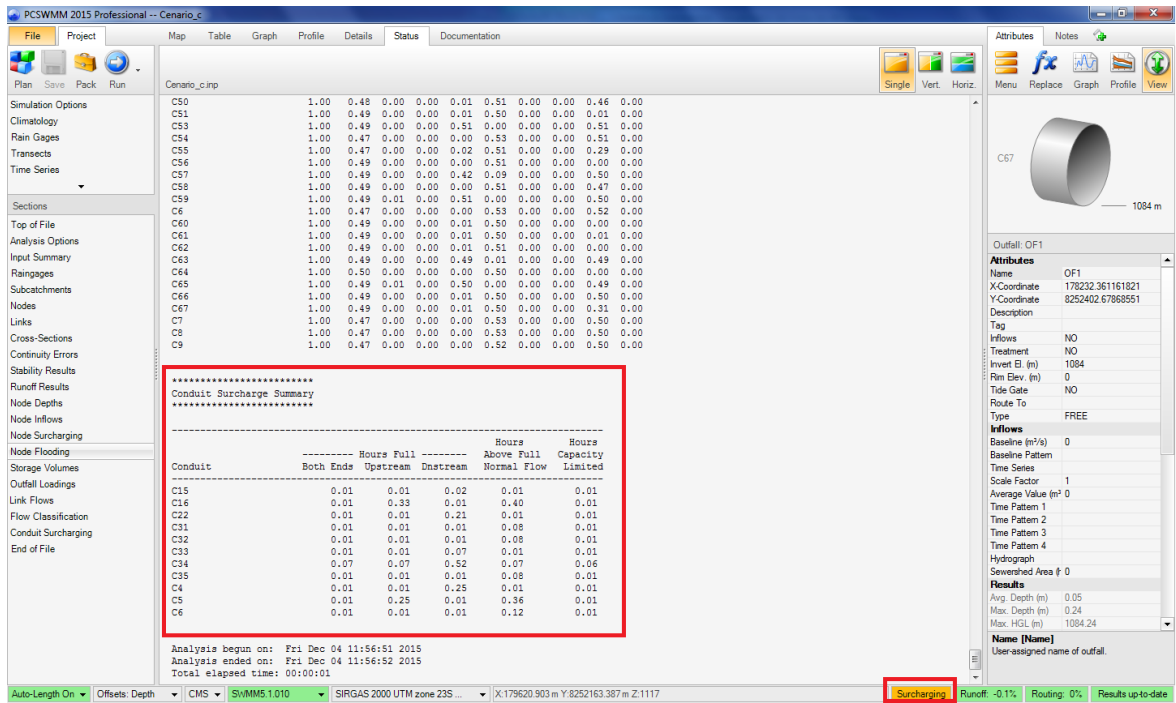 PCSWMM 2015 Professional -- Cenario_c
File Project Map Table Graph Profile Details Status Documentation Attributes Notes
Plan Save Pack Run Cenario_c.inp Single Vert. Horiz. Menu Replace Graph Profile View
Simulation Options
Climatology
Rain Gages
Transects
Time Series
Sections
Top of File
Analysis Options
Input Summary
Raingages
Subcatchments
Nodes
Links
Cross-Sections
Continuity Errors
Stability Results
Runoff Results
Node Depths
Node Inflows
Node Surcharging
Node Flooding
Storage Volumes
Outfall Loadings
Link Flows
Flow Classification
Conduit Surcharging
End of File
C50 1.00 0.48 0.00 0.00 0.01 0.51 0.00 0.00 0.46 0.00
C51 1.00 0.49 0.00 0.00 0.01 0.50 0.00 0.00 0.01 0.00
C53 1.00 0.49 0.00 0.00 0.51 0.00 0.00 0.00 0.51 0.00
C54 1.00 0.47 0.00 0.00 0.00 0.53 0.00 0.00 0.51 0.00
C55 1.00 0.47 0.00 0.00 0.02 0.51 0.00 0.00 0.29 0.00
C56 1.00 0.49 0.00 0.00 0.00 0.51 0.00 0.00 0.00 0.00
C57 1.00 0.49 0.00 0.00 0.42 0.09 0.00 0.00 0.50 0.00
C58 1.00 0.49 0.00 0.00 0.00 0.51 0.00 0.00 0.47 0.00
C59 1.00 0.49 0.01 0.00 0.51 0.00 0.00 0.00 0.50 0.00
C6 1.00 0.47 0.00 0.00 0.00 0.53 0.00 0.00 0.52 0.00
C60 1.00 0.49 0.00 0.00 0.01 0.50 0.00 0.00 0.00 0.00
C61 1.00 0.49 0.00 0.00 0.01 0.50 0.00 0.00 0.01 0.00
C62 1.00 0.49 0.00 0.00 0.01 0.51 0.00 0.00 0.00 0.00
C63 1.00 0.49 0.00 0.00 0.49 0.01 0.00 0.00 0.49 0.00
C64 1.00 0.50 0.00 0.00 0.00 0.50 0.00 0.00 0.00 0.00
C65 1.00 0.49 0.01 0.00 0.50 0.00 0.00 0.00 0.49 0.00
C66 1.00 0.49 0.00 0.00 0.01 0.50 0.00 0.00 0.50 0.00
C67 1.00 0.49 0.00 0.00 0.01 0.50 0.00 0.00 0.31 0.00
C7 1.00 0.47 0.00 0.00 0.00 0.53 0.00 0.00 0.50 0.00
C8 1.00 0.47 0.00 0.00 0.00 0.53 0.00 0.00 0.50 0.00
C9 1.00 0.47 0.00 0.00 0.00 0.52 0.00 0.00 0.50 0.00
*************************
Conduit Surcharge Summary
*************************
----------------------------------------------------------------------------
Hours Hours
--------- Hours Full -------- Above Full Capacity
Conduit Both Ends Upstream Dnstream Normal Flow Limited
----------------------------------------------------------------------------
C15 0.01 0.01 0.02 0.01 0.01
C16 0.01 0.33 0.01 0.40 0.01
C22 0.01 0.01 0.21 0.01 0.01
C31 0.01 0.01 0.01 0.08 0.01
C32 0.01 0.01 0.01 0.08 0.01
C33 0.01 0.01 0.07 0.01 0.01
C34 0.07 0.07 0.52 0.07 0.06
C35 0.01 0.01 0.01 0.08 0.01
C4 0.01 0.01 0.25 0.01 0.01
C5 0.01 0.25 0.01 0.36 0.01
C6 0.01 0.01 0.01 0.12 0.01
Analysis begun on: Fri Dec 04 11:56:51 2015
Analysis ended on: Fri Dec 04 11:56:52 2015
Total elapsed time: 00:00:01
C67
1084 m
Outfall: OF1
Attributes
Name OF1
X-Coordinate 178232.361161821
Y-Coordinate 8252402.67868551
Description
Tag
Inflows NO
Treatment NO
Invert El. (m) 1084
Rim Elev. (m) 0
Tide Gate NO
Route To
Type FREE
Inflows
Baseline (m³/s) 0
Baseline Pattern
Time Series
Scale Factor 1
Average Value (m³ 0
Time Pattern 1
Time Pattern 2
Time Pattern 3
Time Pattern 4
Hydrograph
Sewershed Area (h 0
Results
Avg. Depth (m) 0.05
Max. Depth (m) 0.24
Max. HGL (m) 1084.24
Name [Name]
User-assigned name of outfall.
Auto-Length On Offsets: Depth CMS SWMM5.1.010 SIRGAS 2000 UTM zone 23S ... X:179620.903 m Y:8252163.387 m Z:1117 Surcharging Runoff: -0.1% Routing: 0% Results up-to-date